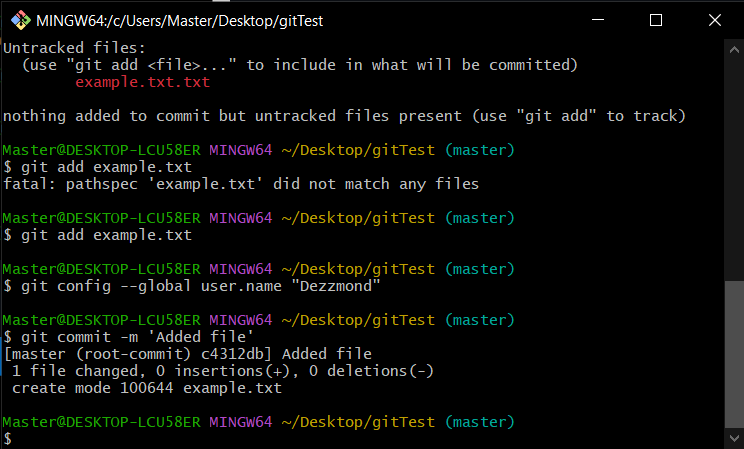 MINGW64:/c/Users/Master/Desktop/gitTest
Untracked files:
  (use "git add <file>..." to include in what will be committed)
        example.txt.txt
nothing added to commit but untracked files present (use "git add" to track)
Master@DESKTOP-LCU58ER MINGW64 ~/Desktop/gitTest (master)
$ git add example.txt
fatal: pathspec 'example.txt' did not match any files
Master@DESKTOP-LCU58ER MINGW64 ~/Desktop/gitTest (master)
$ git add example.txt
Master@DESKTOP-LCU58ER MINGW64 ~/Desktop/gitTest (master)
$ git config --global user.name "Dezzmond"
Master@DESKTOP-LCU58ER MINGW64 ~/Desktop/gitTest (master)
$ git commit -m 'Added file'
[master (root-commit) c4312db] Added file
 1 file changed, 0 insertions(+), 0 deletions(-)
 create mode 100644 example.txt
Master@DESKTOP-LCU58ER MINGW64 ~/Desktop/gitTest (master)
$